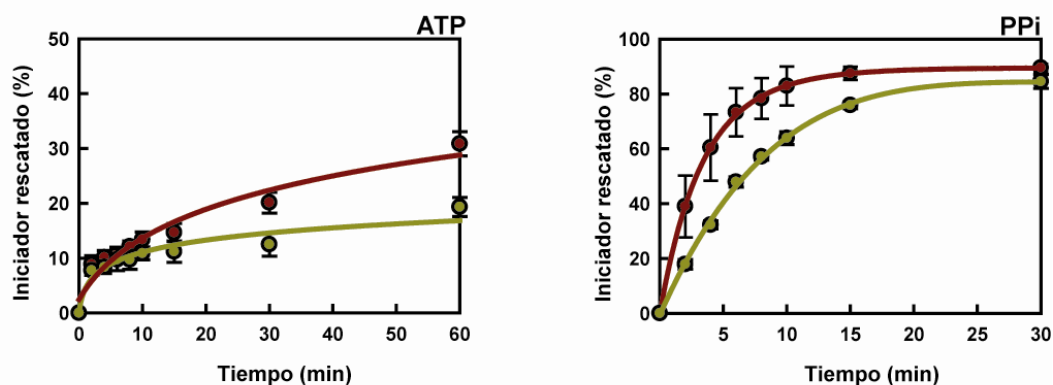 ATP
50
40
30
20
10
0
Iniciador rescatado (%)
0 10 20 30 40 50 60
Tiempo (min)
PPi
100
80
60
40
20
0
Iniciador rescatado (%)
5 10 15 20 25 30
Tiempo (min)